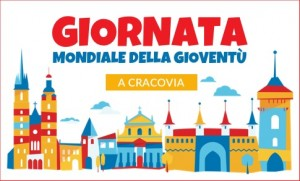 GIORNATA
MONDIALE DELLA GIOVENTÙ
A CRACOVIA